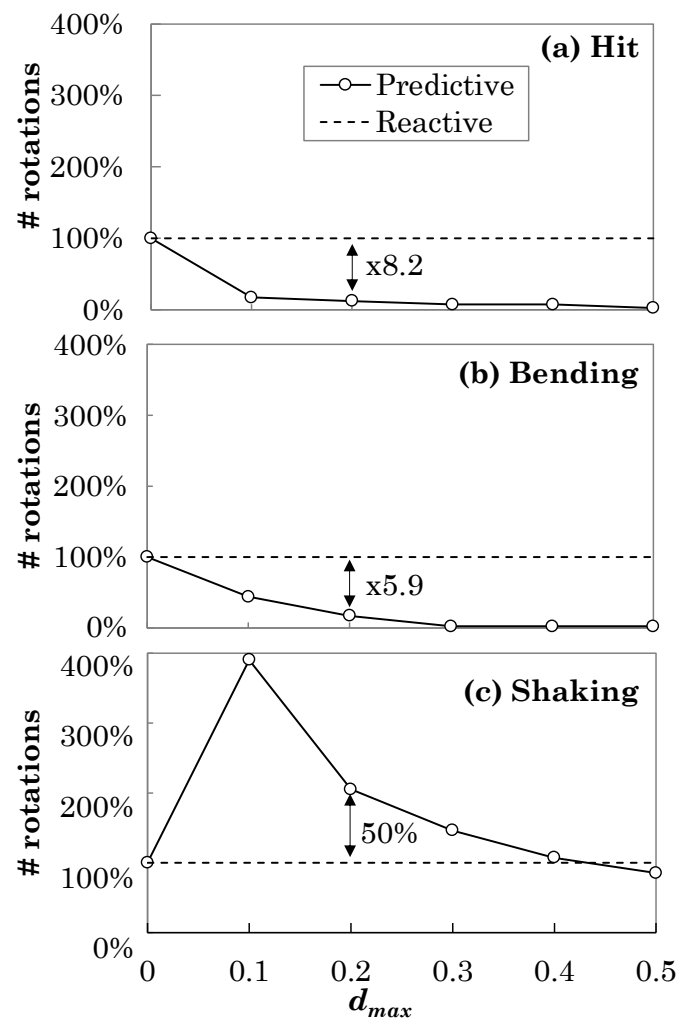 400%
(a) Hit
300%
Predictive
Reactive
200%
# rotations
100%
x8.2
0%
400%
(b) Bending
300%
# rotations
200%
100%
x5.9
0%
400%
(c) Shaking
300%
# rotations
200%
50%
100%
0%
0 0.1 0.2 0.3 0.4 0.5
dmax